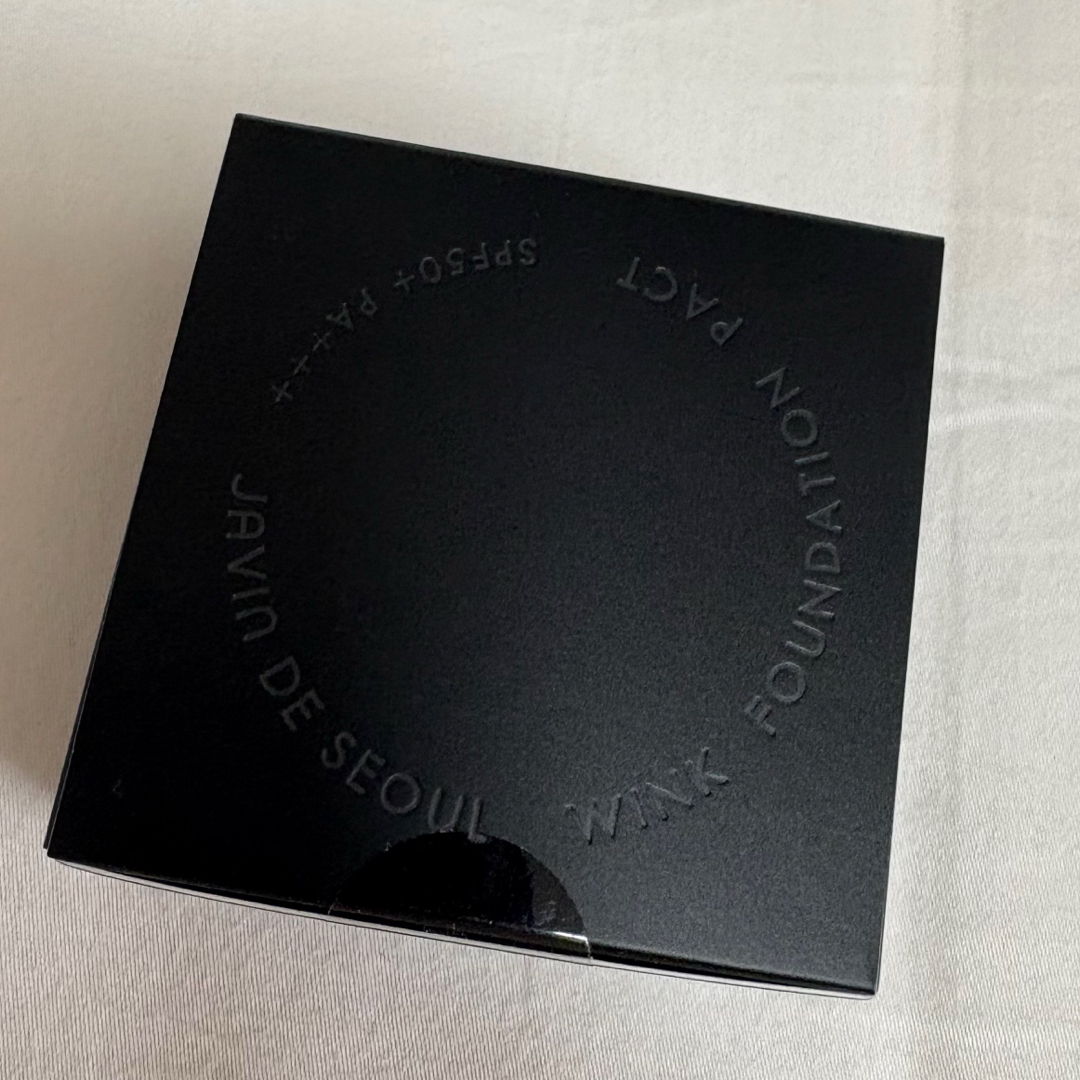 JAVIN DE SEOUL
WINK FOUNDATION PACT
SPF50+ PA++++